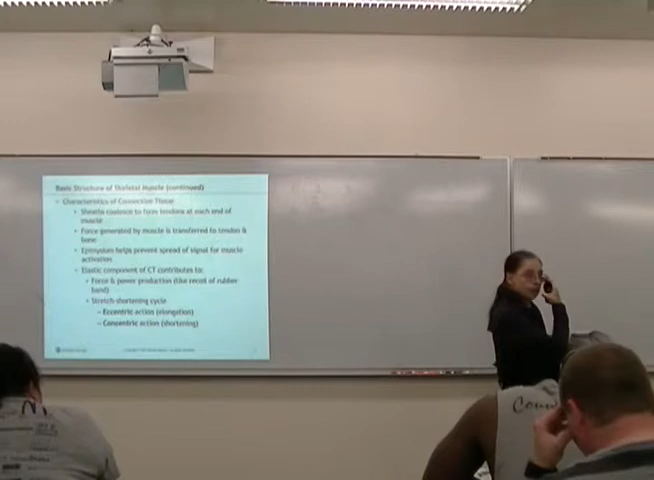 Basic Structure of Skeletal Muscle (continued)
Characteristics of Connective Tissue
Sheaths coalesce to form tendons at each end of
muscle
Force generated by muscle is transferred to tendon &
bone
Epimysium helps prevent spread of signal for muscle
activation
Elastic component of CT contributes to:
Force & power production (like recoil of rubber
band)
Stretch-shortening cycle
– Eccentric action (elongation)
– Concentric action (shortening)